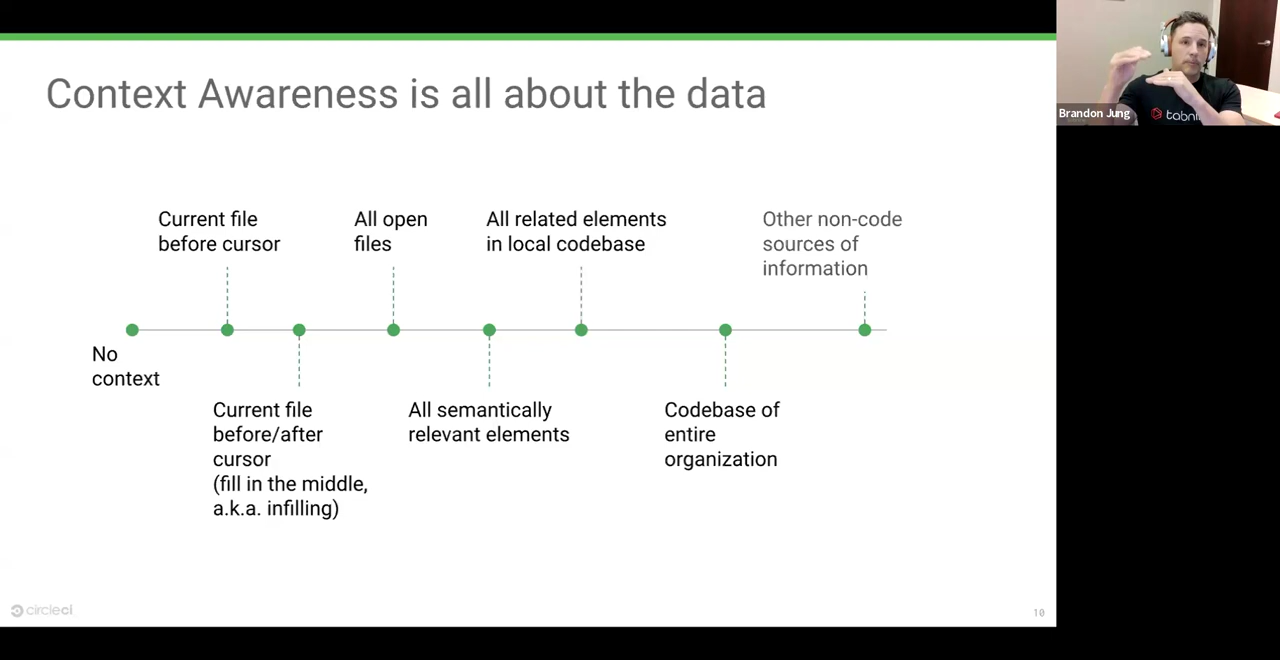 Context Awareness is all about the data
Current file
before cursor
All open
files
All related elements
in local codebase
Other non-code
sources of
information
No
context
Current file
before/after
cursor
(fill in the middle,
a.k.a. infilling)
All semantically
relevant elements
Codebase of
entire
organization
circleci
10
Brandon Jung
tabni